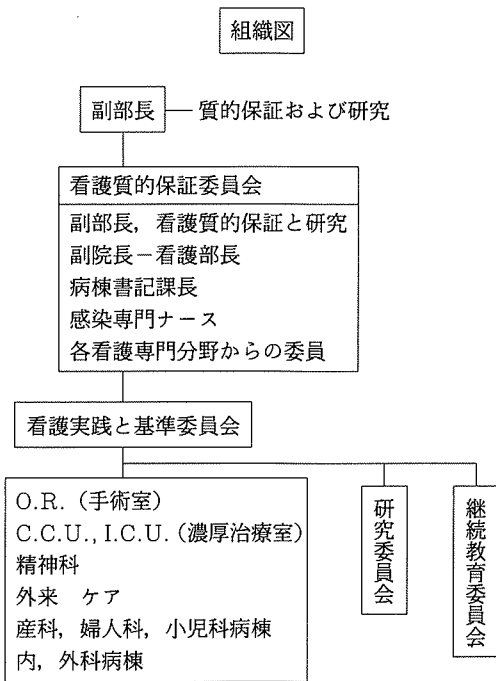 組織図
副部長 — 質的保証および研究
看護質的保証委員会
副部長，看護質的保証と研究
副院長－看護部長
病棟書記課長
感染専門ナース
各看護専門分野からの委員
看護実践と基準委員会
O.R.（手術室）
C.C.U., I.C.U.（濃厚治療室）
精神科
外来　ケア
産科，婦人科，小児科病棟
内，外科病棟
研究委員会
継続教育委員会